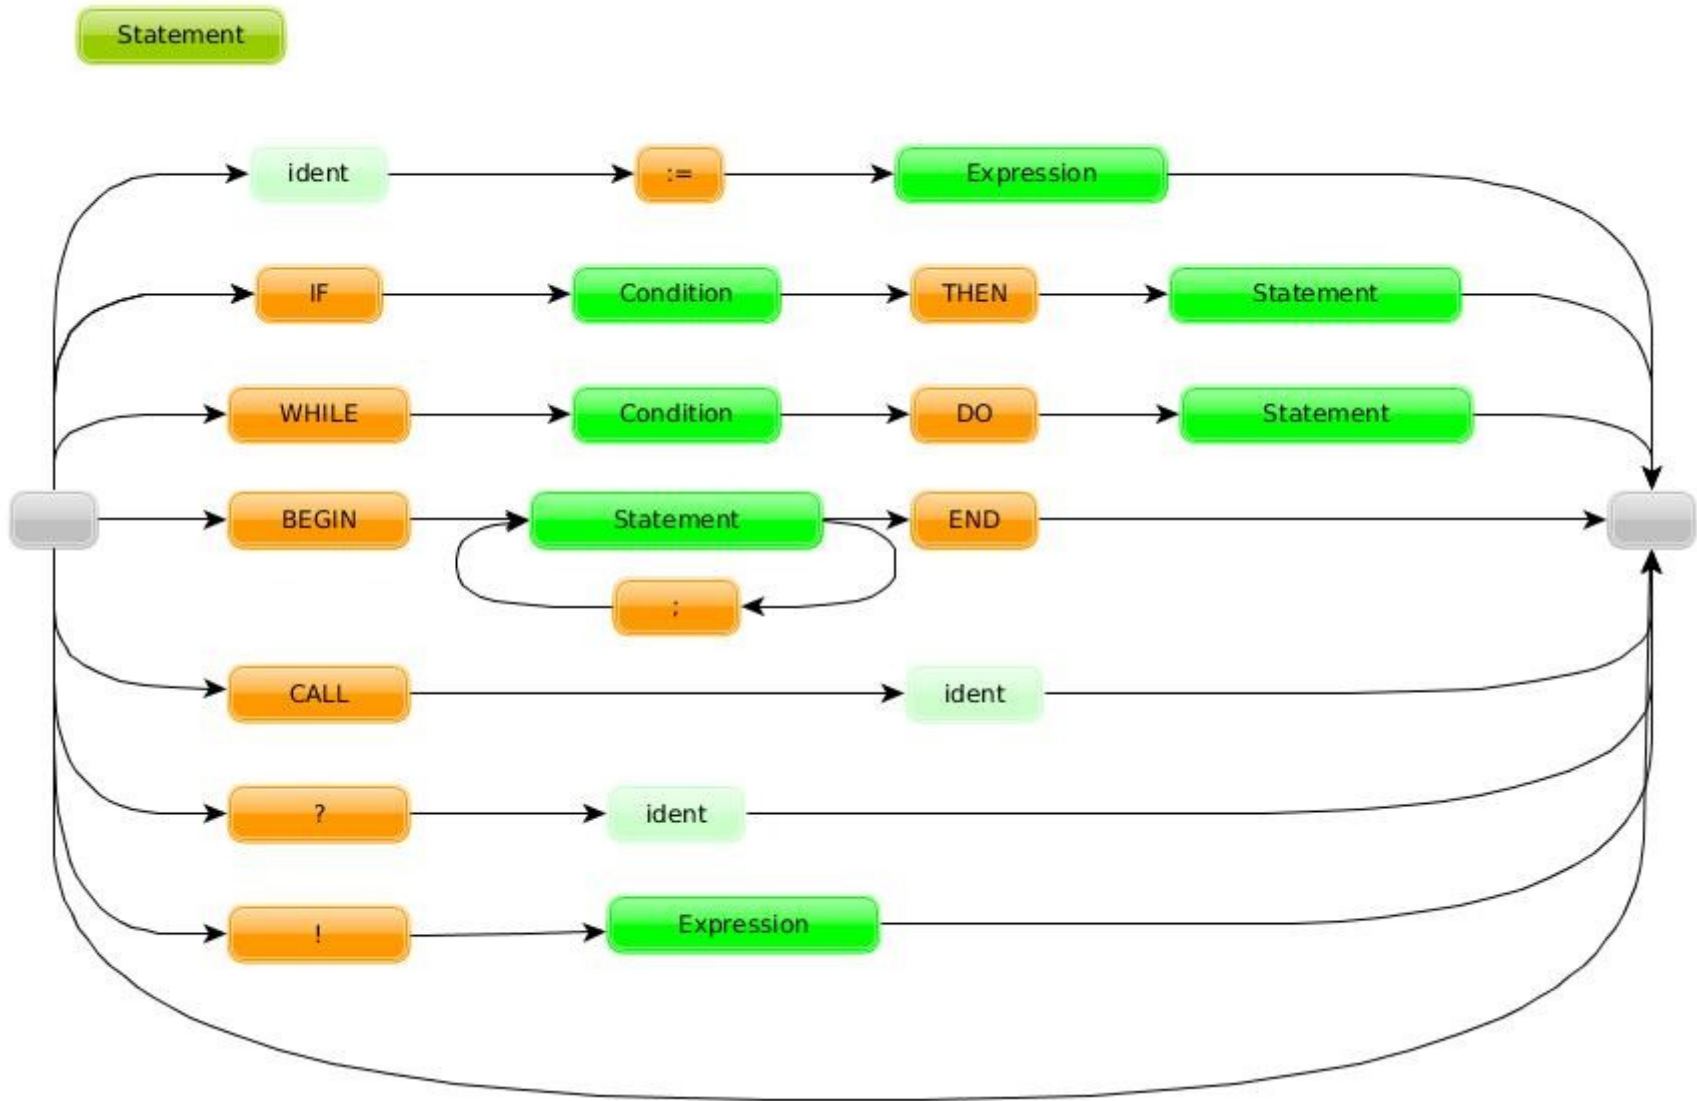 Statement
ident := Expression
IF Condition THEN Statement
WHILE Condition DO Statement
BEGIN Statement END
;
CALL ident
? ident
! Expression